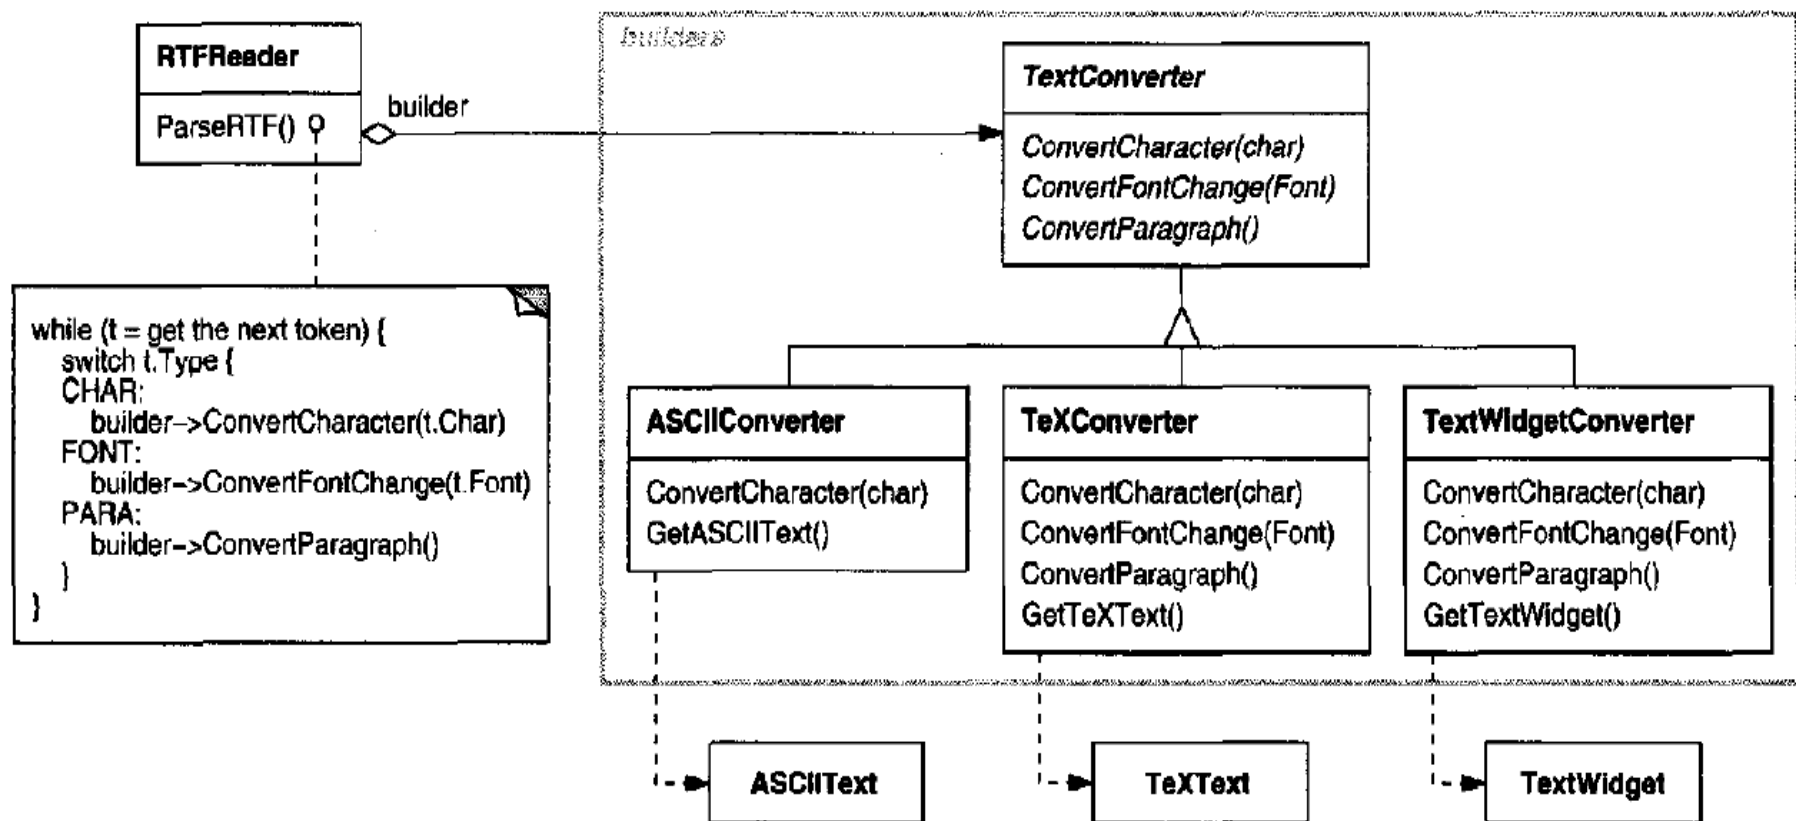 RTFReader
ParseRTF()
builder
builders
TextConverter
ConvertCharacter(char)
ConvertFontChange(Font)
ConvertParagraph()
while (t = get the next token) {
switch t.Type {
CHAR:
builder->ConvertCharacter(t.Char)
FONT:
builder->ConvertFontChange(t.Font)
PARA:
builder->ConvertParagraph()
}
}
ASCIIConverter
ConvertCharacter(char)
GetASCIIText()
TeXConverter
ConvertCharacter(char)
ConvertFontChange(Font)
ConvertParagraph()
GetTeXText()
TextWidgetConverter
ConvertCharacter(char)
ConvertFontChange(Font)
ConvertParagraph()
GetTextWidget()
ASCIIText
TeXText
TextWidget